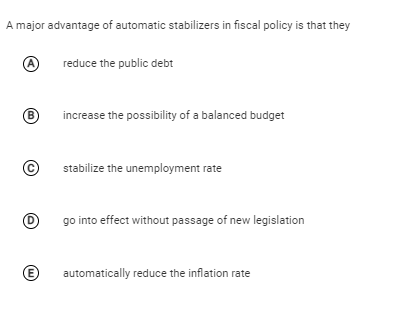 A major advantage of automatic stabilizers in fiscal policy is that they
A reduce the public debt
B increase the possibility of a balanced budget
C stabilize the unemployment rate
D go into effect without passage of new legislation
E automatically reduce the inflation rate